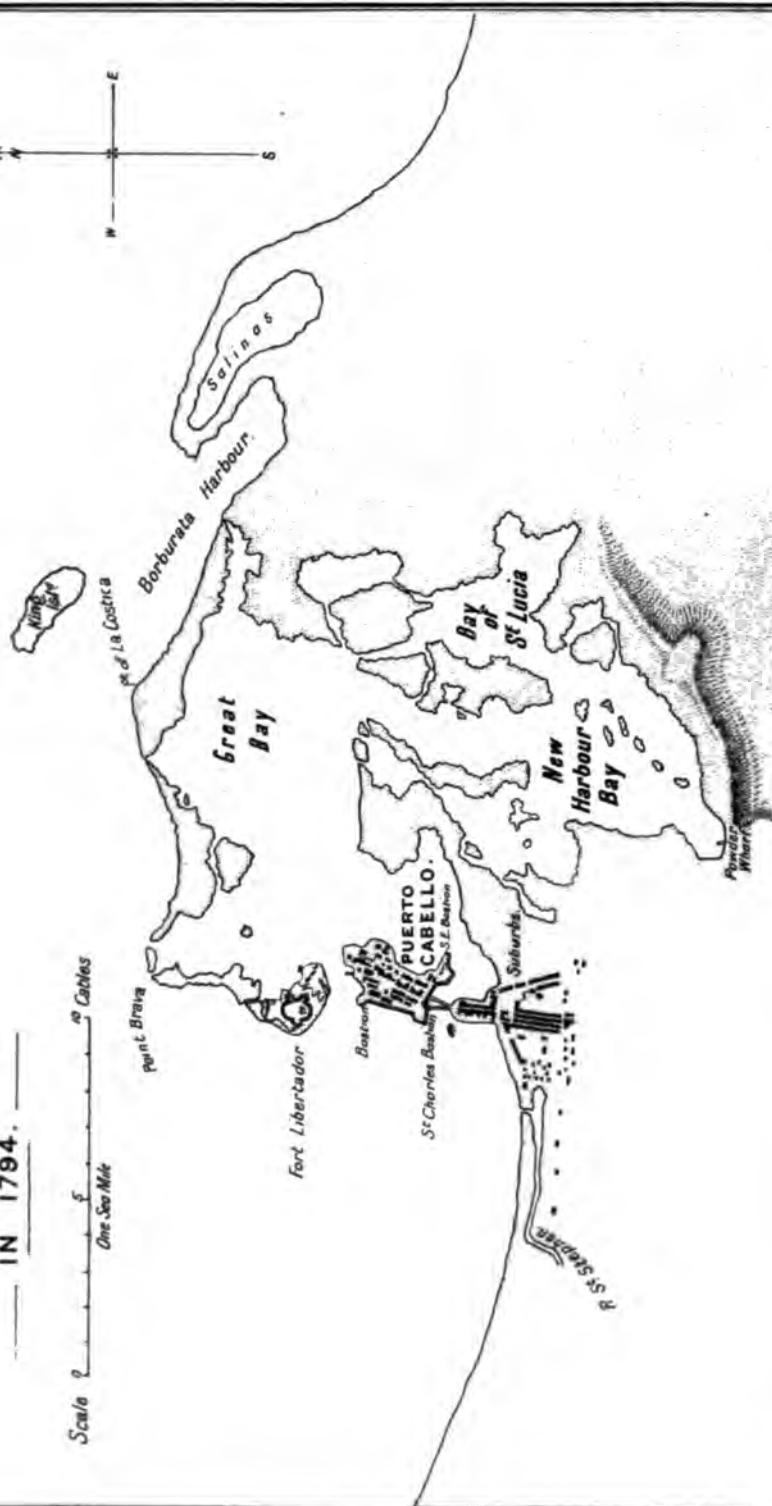 IN 1794.
Scale 0 5 10 Cables
One Sea Mile
N
W E
S
King Isld
Pt d' La Costica
Borburata Harbour.
Salinas
Point Brava
Great
Bay
Fort Libertador
Bastion
PUERTO
CABELLO.
S.E. Bastion
St Charles Bastion
Suburbs.
Bay
of
St Lucia
New
Harbour
Bay
Powder
Wharf
R St Stephen